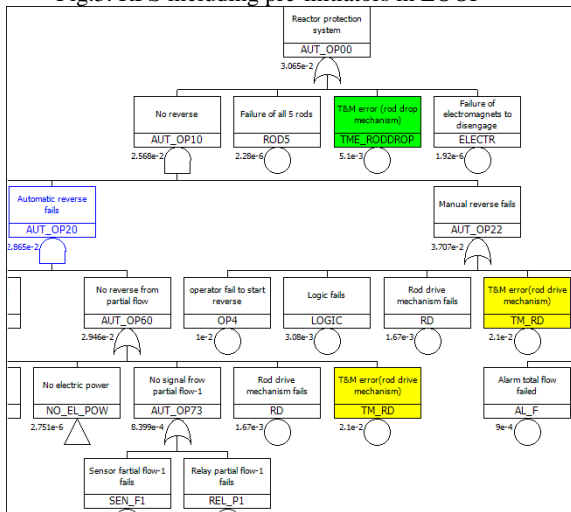 Reactor protection
system
AUT_OP00
3.065e-2
No reverse
AUT_OP10
2.568e-2
Failure of all 5 rods
ROD5
2.28e-6
T&M error (rod drop
mechanism)
TME_RODDROP
5.1e-3
Failure of
electromagnets to
disengage
ELECTR
1.92e-6
Automatic reverse
fails
AUT_OP20
2.865e-2
Manual reverse fails
AUT_OP22
3.707e-2
No reverse from
partial flow
AUT_OP60
2.946e-2
operator fail to start
reverse
OP4
1e-2
Logic fails
LOGIC
3.08e-3
Rod drive
mechanism fails
RD
1.67e-3
T&M error(rod drive
mechanism)
TM_RD
2.1e-2
No electric power
NO_EL_POW
2.751e-6
No signal frow
partial flow-1
AUT_OP73
8.399e-4
Rod drive
mechanism fails
RD
1.67e-3
T&M error(rod drive
mechanism)
TM_RD
2.1e-2
Alarm total flow
failed
AL_F
9e-4
Sensor fartial flow-1
fails
SEN_F1
Relay partial flow-1
fails
REL_P1